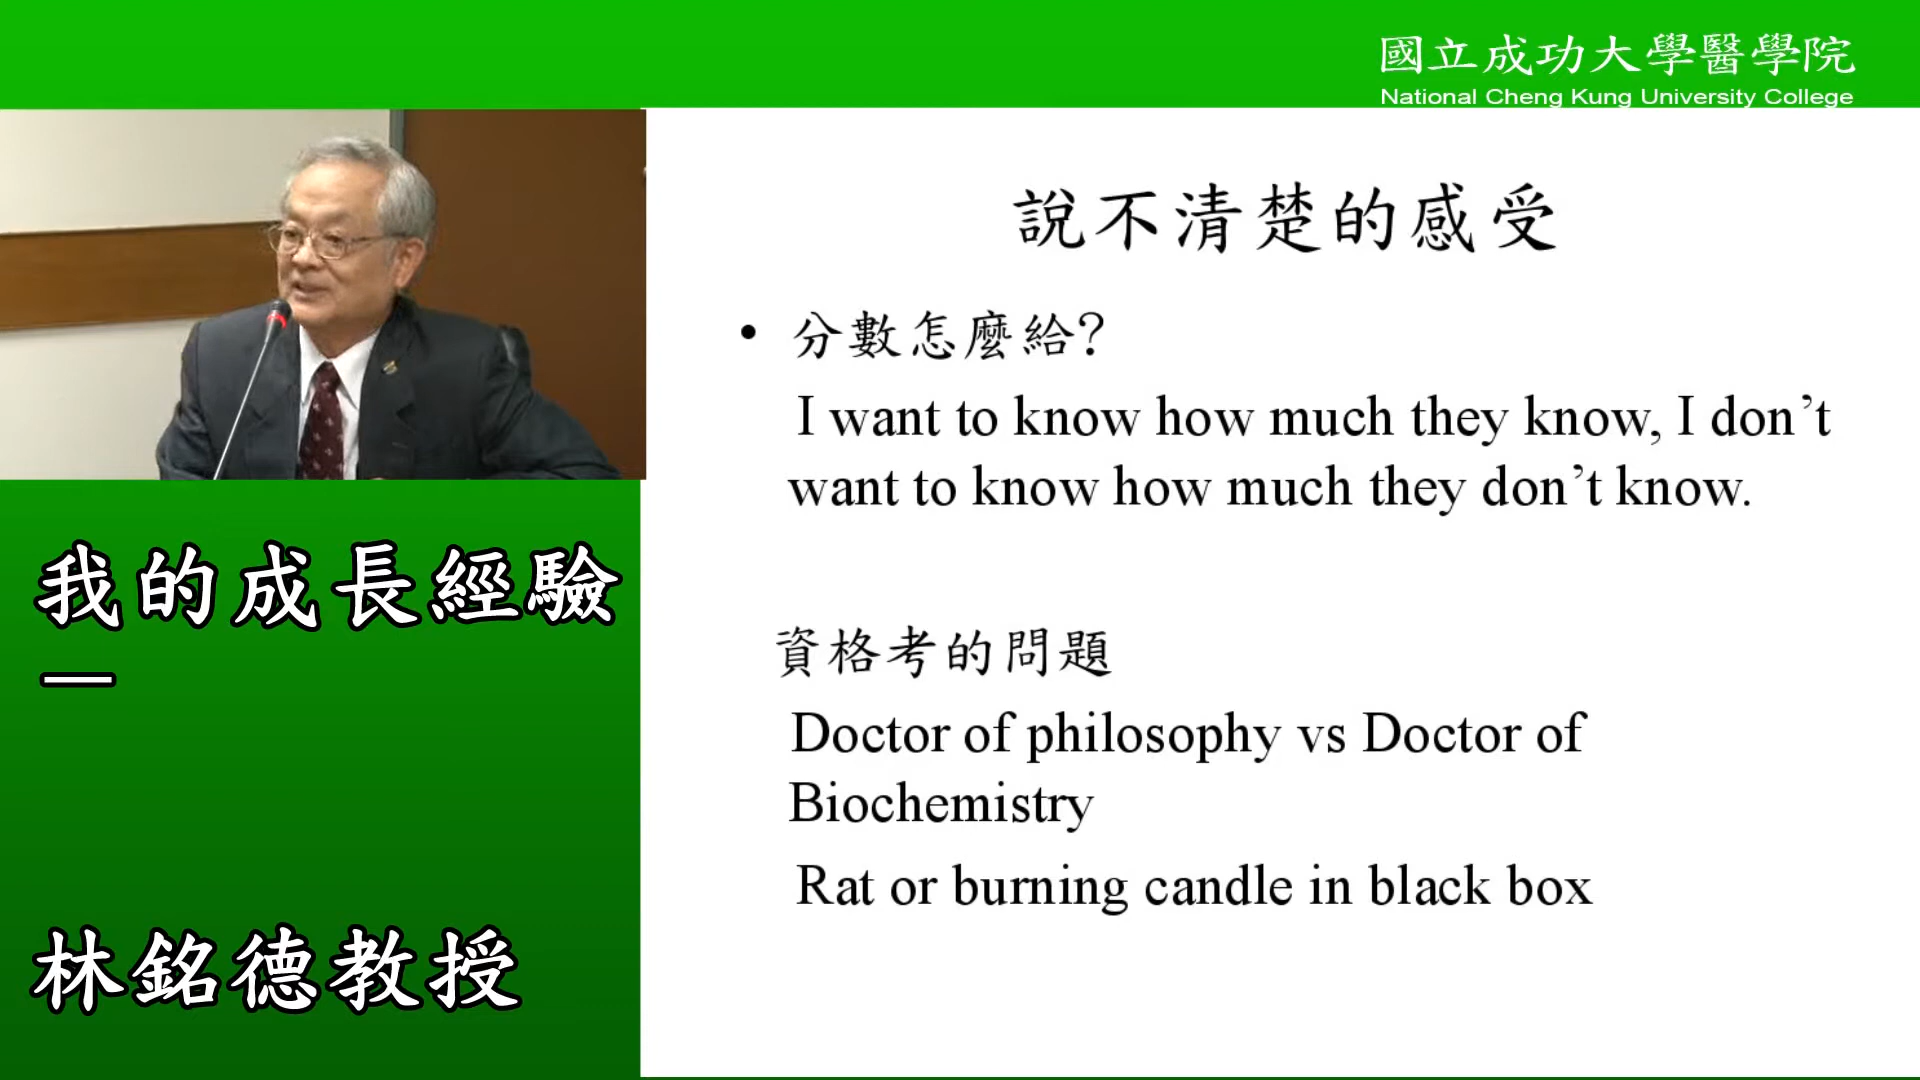 國立成功大學醫學院
National Cheng Kung University College
說不清楚的感受
• 分數怎麼給?
I want to know how much they know, I don’t
want to know how much they don’t know.
資格考的問題
Doctor of philosophy vs Doctor of
Biochemistry
Rat or burning candle in black box
我的成長經驗
—
林銘德教授